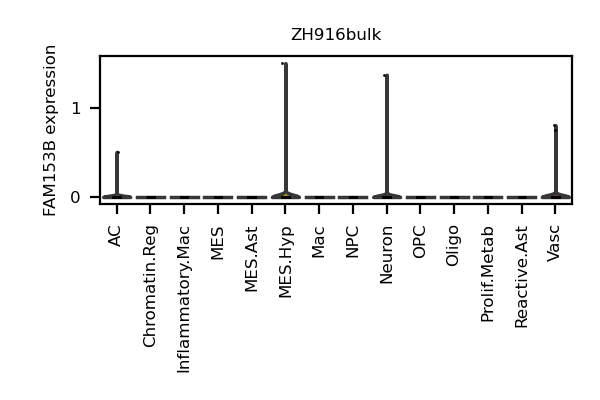 ZH916bulk
FAM153B expression
1
0
AC
Chromatin.Reg
Inflammatory.Mac
MES
MES.Ast
MES.Hyp
Mac
NPC
Neuron
OPC
Oligo
Prolif.Metab
Reactive.Ast
Vasc